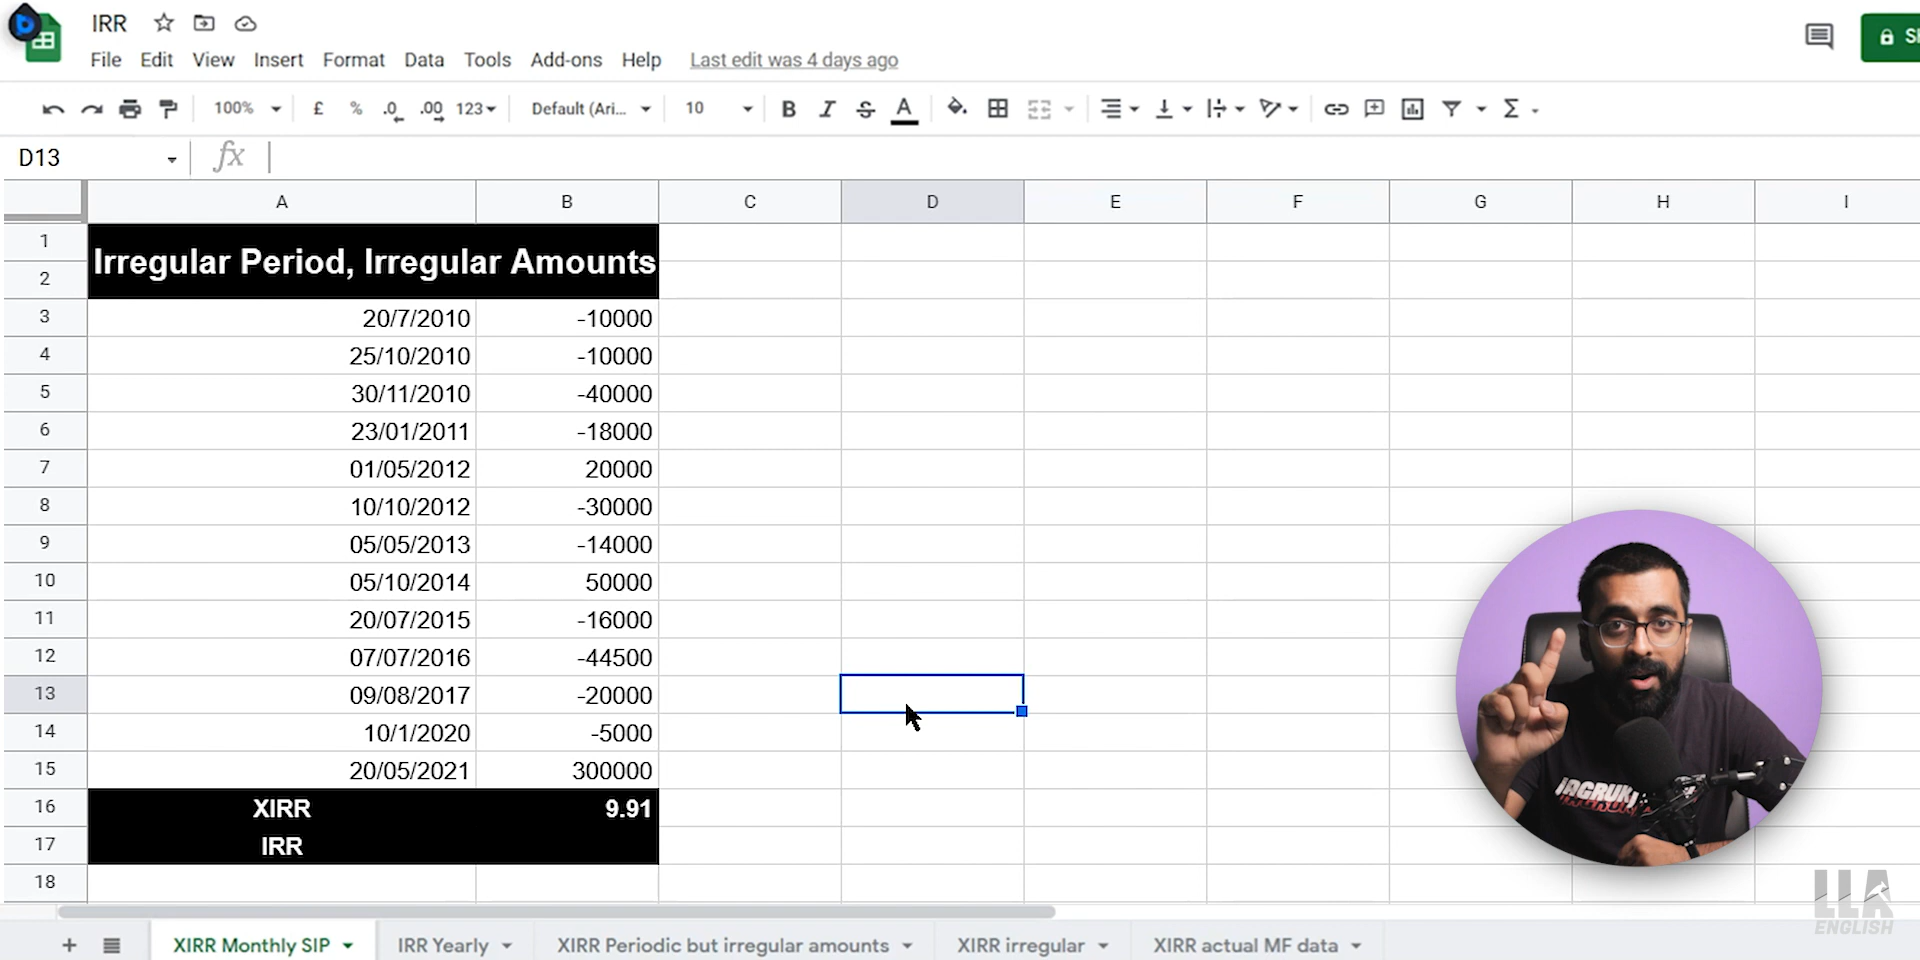 IRR
File Edit View Insert Format Data Tools Add-ons Help Last edit was 4 days ago
100% £ % .0 .00 123 Default (Ari... 10 B I S A Σ
D13 fx
A B C D E F G H I
1 Irregular Period, Irregular Amounts
2
3 20/7/2010 -10000
4 25/10/2010 -10000
5 30/11/2010 -40000
6 23/01/2011 -18000
7 01/05/2012 20000
8 10/10/2012 -30000
9 05/05/2013 -14000
10 05/10/2014 50000
11 20/07/2015 -16000
12 07/07/2016 -44500
13 09/08/2017 -20000
14 10/1/2020 -5000
15 20/05/2021 300000
16 XIRR 9.91
17 IRR
18
JAGRUK
LLA
ENGLISH
XIRR Monthly SIP IRR Yearly XIRR Periodic but irregular amounts XIRR irregular XIRR actual MF data